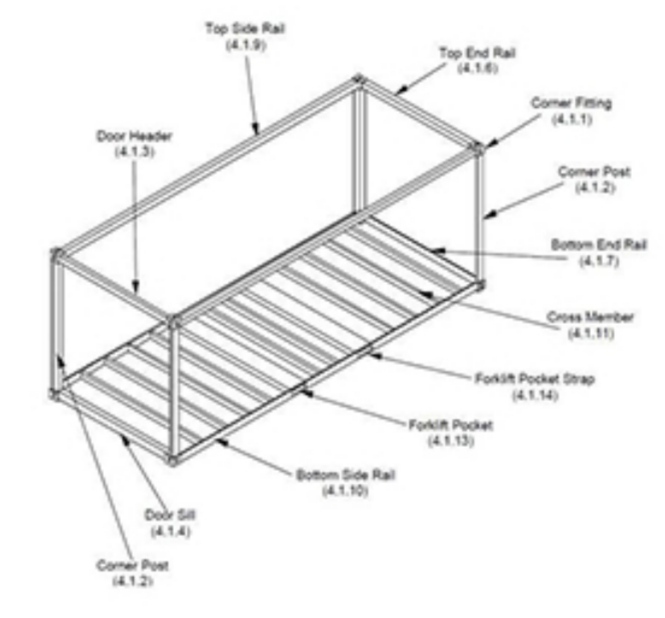 Top Side Rail
(4.1.9)
Top End Rail
(4.1.6)
Corner Fitting
(4.1.1)
Door Header
(4.1.3)
Corner Post
(4.1.2)
Bottom End Rail
(4.1.7)
Cross Member
(4.1.11)
Forklift Pocket Strap
(4.1.14)
Forklift Pocket
(4.1.13)
Bottom Side Rail
(4.1.10)
Door Sill
(4.1.4)
Corner Post
(4.1.2)